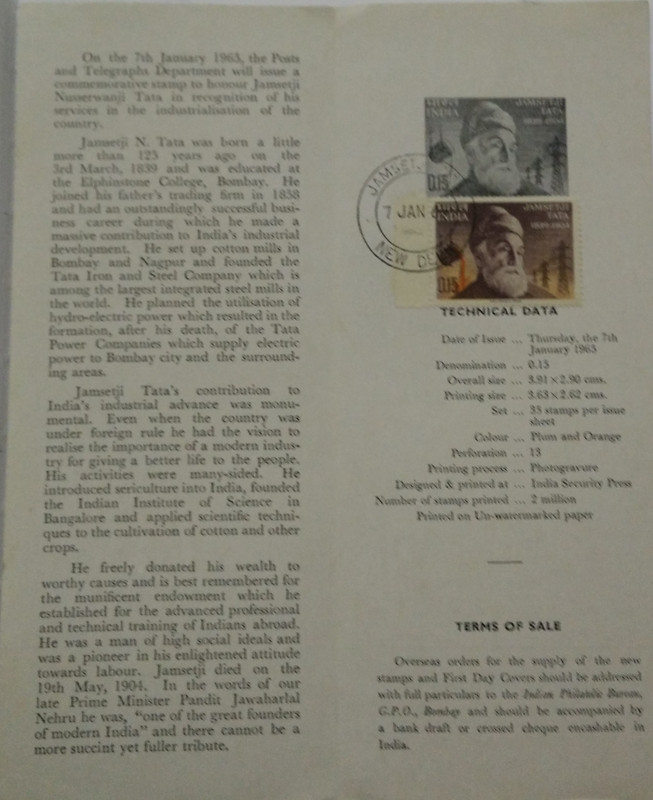 On the 7th January 1965, the Posts
and Telegraphs Department will issue a
commemorative stamp to honour Jamsetji
Nusserwanji Tata in recognition of his
services in the industrialisation of the
country.
Jamsetji N. Tata was born a little
more than 125 years ago on the
3rd March, 1839 and was educated at
the Elphinstone College, Bombay. He
joined his father's trading firm in 1858
and had an outstandingly successful busi-
ness career during which he made a
massive contribution to India's industrial
development. He set up cotton mills in
Bombay and Nagpur and founded the
Tata Iron and Steel Company which is
among the largest integrated steel mills in
the world. He planned the utilisation of
hydro-electric power which resulted in the
formation, after his death, of the Tata
Power Companies which supply electric
power to Bombay city and the surround-
ing areas.
Jamsetji Tata's contribution to
India's industrial advance was monu-
mental. Even when the country was
under foreign rule he had the vision to
realise the importance of a modern indus-
try for giving a better life to the people.
His activities were many-sided. He
introduced sericulture into India, founded
the Indian Institute of Science in
Bangalore and applied scientific techni-
ques to the cultivation of cotton and other
crops.
He freely donated his wealth to
worthy causes and is best remembered for
the munificent endowment which he
established for the advanced professional
and technical training of Indians abroad.
He was a man of high social ideals and
was a pioneer in his enlightened attitude
towards labour. Jamsetji died on the
19th May, 1904. In the words of our
late Prime Minister Pandit Jawaharlal
Nehru he was, "one of the great founders
of modern India" and there cannot be a
more succint yet fuller tribute.
भारत INDIA
JAMSETJI TATA
1839-1904
0.15
7 JAN
NEW
भारत INDIA
JAMSETJI TATA
1839-1904
0.15
TECHNICAL DATA
Date of Issue ... Thursday, the 7th
January 1965
Denomination ... 0.15
Overall size ... 3.91 × 2.90 cms.
Printing size ... 3.63 × 2.62 cms.
Set ... 35 stamps per issue
sheet
Colour ... Plum and Orange
Perforation ... 13
Printing process ... Photogravure
Designed & printed at ... India Security Press
Number of stamps printed ... 2 million
Printed on Un-watermarked paper
TERMS OF SALE
Overseas orders for the supply of the new
stamps and First Day Covers should be addressed
with full particulars to the Indian Philatelic Bureau,
G.P.O., Bombay and should be accompanied by
a bank draft or crossed cheque encashable in
India.